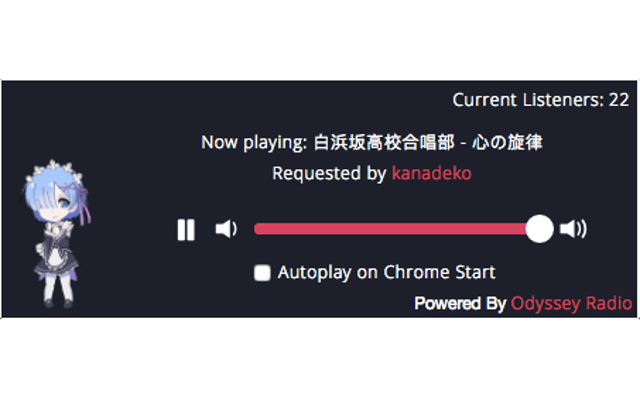 Current Listeners: 22
Now playing: 白浜坂高校合唱部 - 心の旋律
Requested by kanadeko
Autoplay on Chrome Start
Powered By Odyssey Radio